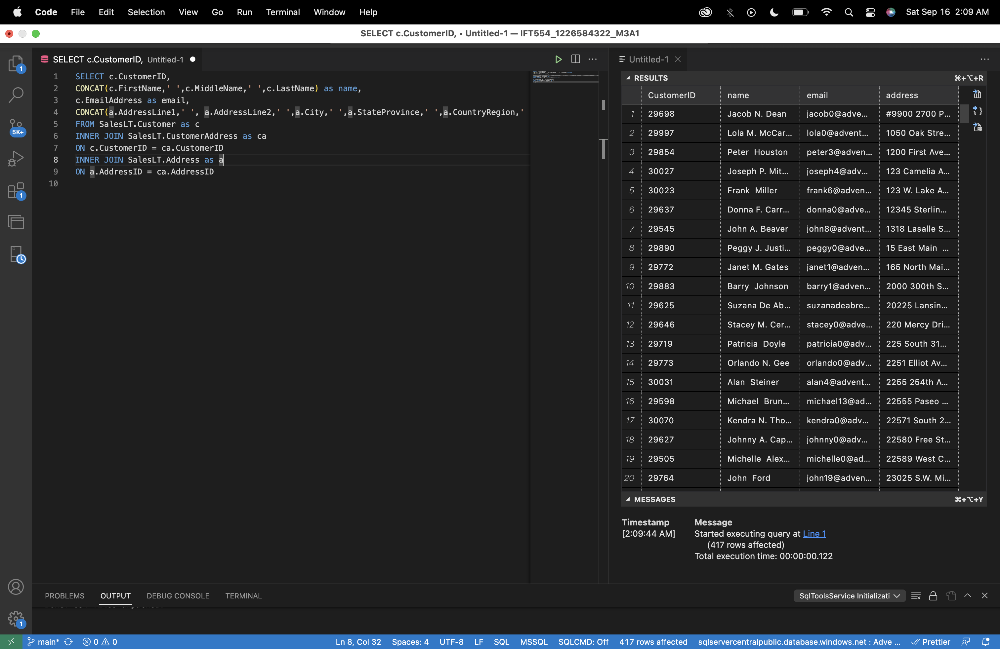 Code File Edit Selection View Go Run Terminal Window Help Sat Sep 16 2:09 AM
SELECT c.CustomerID, • Untitled-1 — IFT554_1226584322_M3A1
SELECT c.CustomerID, Untitled-1
1 SELECT c.CustomerID,
2 CONCAT(c.FirstName,' ',c.MiddleName,' ',c.LastName) as name,
3 c.EmailAddress as email,
4 CONCAT(a.AddressLine1,' ', a.AddressLine2,' ',a.City,' ',a.StateProvince,' ',a.CountryRegion,'
5 FROM SalesLT.Customer as c
6 INNER JOIN SalesLT.CustomerAddress as ca
7 ON c.CustomerID = ca.CustomerID
8 INNER JOIN SalesLT.Address as a
9 ON a.AddressID = ca.AddressID
10
1
5K+
1
1
Untitled-1
RESULTS ⌘+⌥+R
CustomerID name email address
1 29698 Jacob N. Dean jacob0@adve... #9900 2700 P...
2 29997 Lola M. McCar... lola0@advent... 1050 Oak Stre...
3 29854 Peter Houston peter3@adven... 1200 First Ave...
4 30027 Joseph P. Mit... joseph4@adv... 123 Camelia A...
5 30023 Frank Miller frank6@adven... 123 W. Lake A...
6 29637 Donna F. Carr... donna0@adve... 12345 Sterlin...
7 29545 John A. Beaver john8@advent... 1318 Lasalle S...
8 29890 Peggy J. Justi... peggy0@adve... 15 East Main ...
9 29772 Janet M. Gates janet1@adven... 165 North Mai...
10 29883 Barry Johnson barry1@adven... 2000 300th S...
11 29625 Suzana De Ab... suzanadeabre... 20225 Lansin...
12 29646 Stacey M. Cer... stacey0@adve... 220 Mercy Dri...
13 29719 Patricia Doyle patricia0@adv... 225 South 31...
14 29773 Orlando N. Gee orlando0@adv... 2251 Elliot Av...
15 30031 Alan Steiner alan4@advent... 2255 254th A...
16 29598 Michael Brun... michael13@ad... 22555 Paseo ...
17 30070 Kendra N. Tho... kendra0@adv... 22571 South 2...
18 29627 Johnny A. Cap... johnny0@adv... 22580 Free St...
19 29505 Michelle Alex... michelle0@ad... 22589 West C...
20 29764 John Ford john19@adven... 23025 S.W. Mi...
MESSAGES ⌘+⌥+Y
Timestamp Message
[2:09:44 AM] Started executing query at Line 1
(417 rows affected)
Total execution time: 00:00:00.122
PROBLEMS OUTPUT DEBUG CONSOLE TERMINAL SqlToolsService Initializati
main* 0 0 Ln 8, Col 32 Spaces: 4 UTF-8 LF SQL MSSQL SQLCMD: Off 417 rows affected sqlservercentralpublic.database.windows.net : Adve ... Prettier